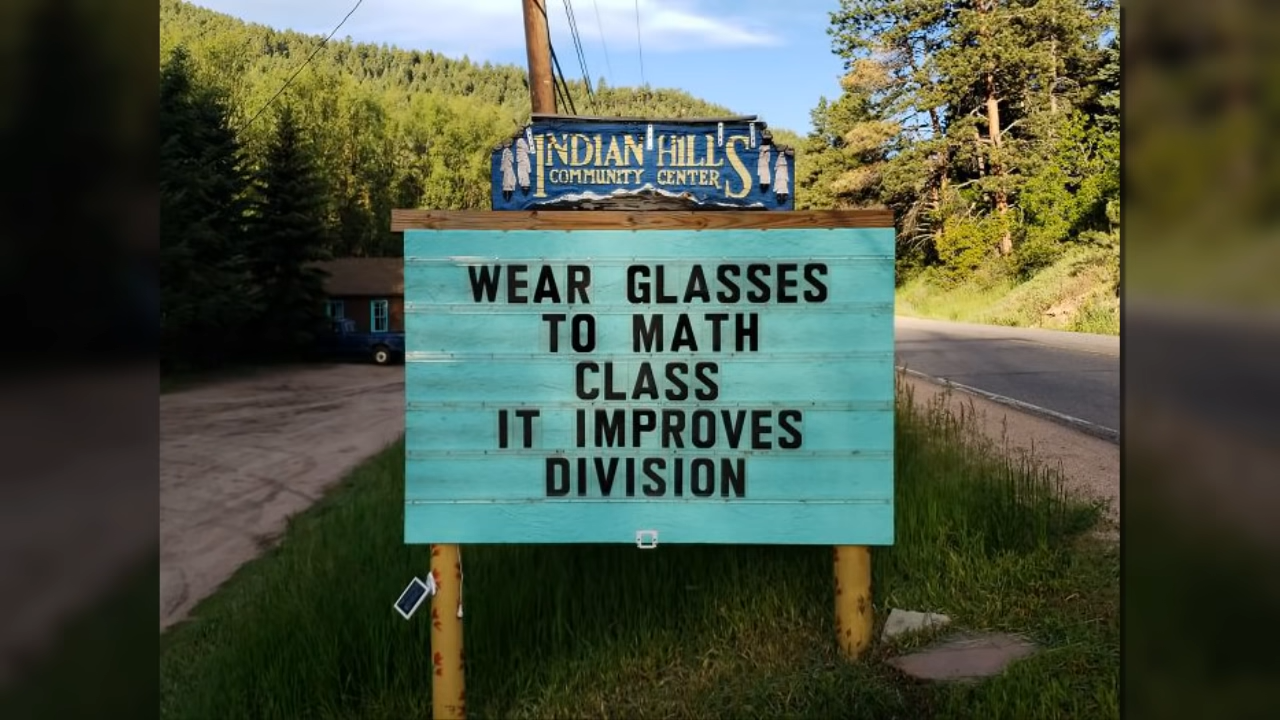 INDIAN HILLS
COMMUNITY CENTER
WEAR GLASSES
TO MATH
CLASS
IT IMPROVES
DIVISION